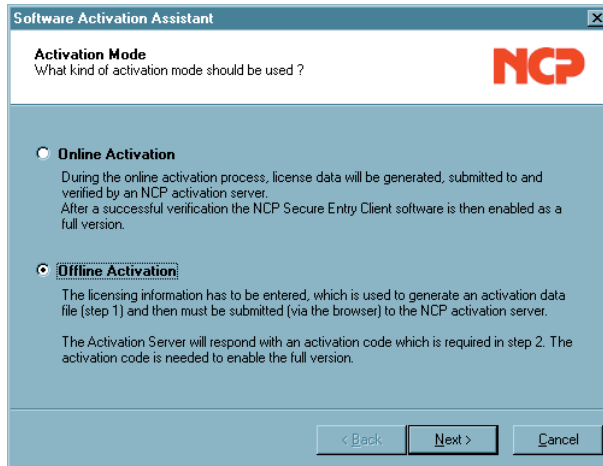 Software Activation Assistant
Activation Mode
What kind of activation mode should be used ?
NCP
Online Activation
During the online activation process, license data will be generated, submitted to and
verified by an NCP activation server.
After a successful verification the NCP Secure Entry Client software is then enabled as a
full version.
Offline Activation
The licensing information has to be entered, which is used to generate an activation data
file (step 1) and then must be submitted (via the browser) to the NCP activation server.
The Activation Server will respond with an activation code which is required in step 2. The
activation code is needed to enable the full version.
< Back
Next >
Cancel